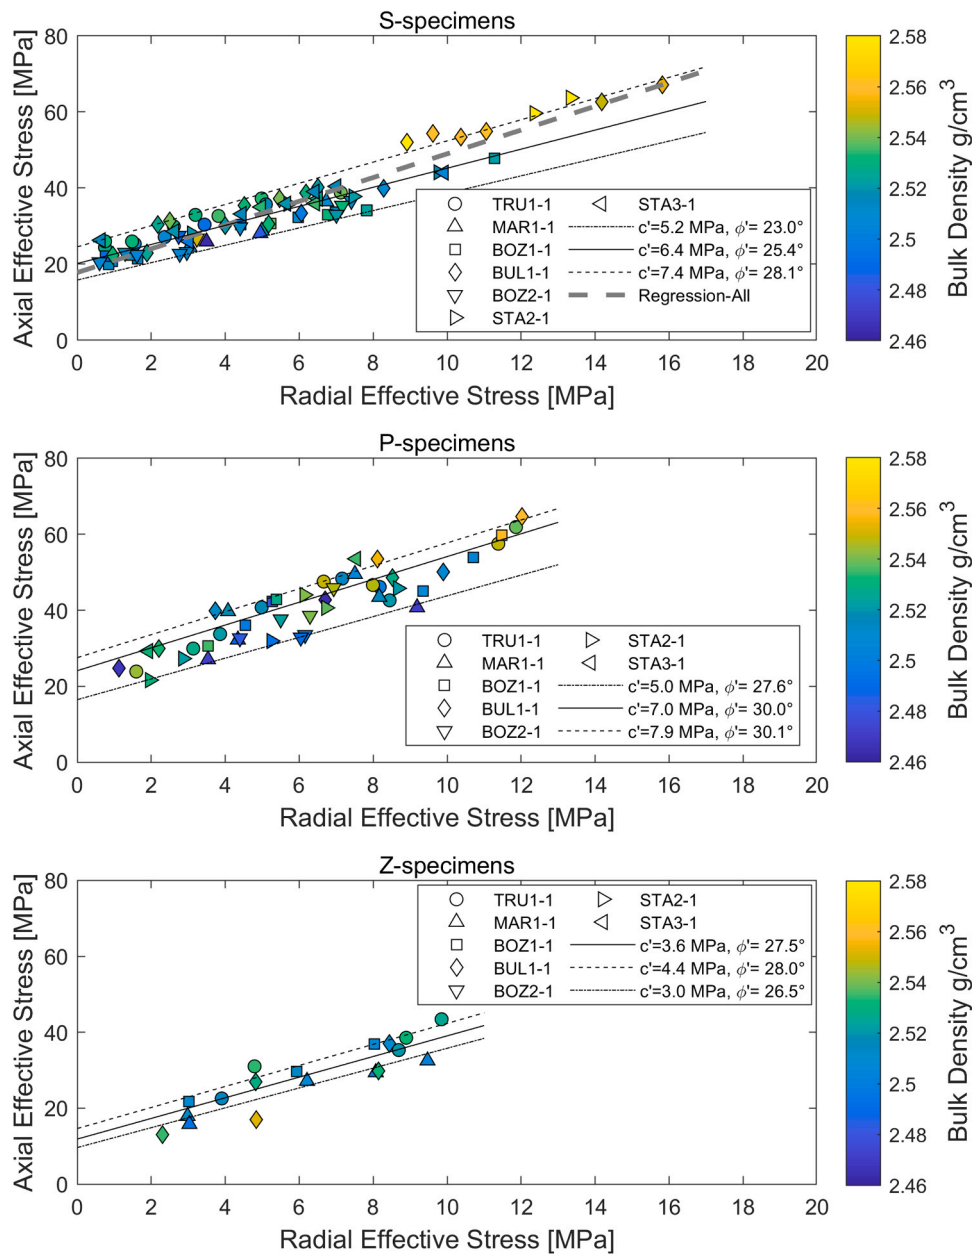 S-specimens
80
60
40
20
0
Axial Effective Stress [MPa]
0 2 4 6 8 10 12 14 16 18 20
Radial Effective Stress [MPa]
TRU1-1
MAR1-1
BOZ1-1
BUL1-1
BOZ2-1
STA2-1
STA3-1
c'=5.2 MPa, ϕ'= 23.0°
c'=6.4 MPa, ϕ'= 25.4°
c'=7.4 MPa, ϕ'= 28.1°
Regression-All
2.58
2.56
2.54
2.52
2.5
2.48
2.46
Bulk Density g/cm³
P-specimens
80
60
40
20
0
Axial Effective Stress [MPa]
0 2 4 6 8 10 12 14 16 18 20
Radial Effective Stress [MPa]
TRU1-1
MAR1-1
BOZ1-1
BUL1-1
BOZ2-1
STA2-1
STA3-1
c'=5.0 MPa, ϕ'= 27.6°
c'=7.0 MPa, ϕ'= 30.0°
c'=7.9 MPa, ϕ'= 30.1°
2.58
2.56
2.54
2.52
2.5
2.48
2.46
Bulk Density g/cm³
Z-specimens
80
60
40
20
0
Axial Effective Stress [MPa]
0 2 4 6 8 10 12 14 16 18 20
Radial Effective Stress [MPa]
TRU1-1
MAR1-1
BOZ1-1
BUL1-1
BOZ2-1
STA2-1
STA3-1
c'=3.6 MPa, ϕ'= 27.5°
c'=4.4 MPa, ϕ'= 28.0°
c'=3.0 MPa, ϕ'= 26.5°
2.58
2.56
2.54
2.52
2.5
2.48
2.46
Bulk Density g/cm³